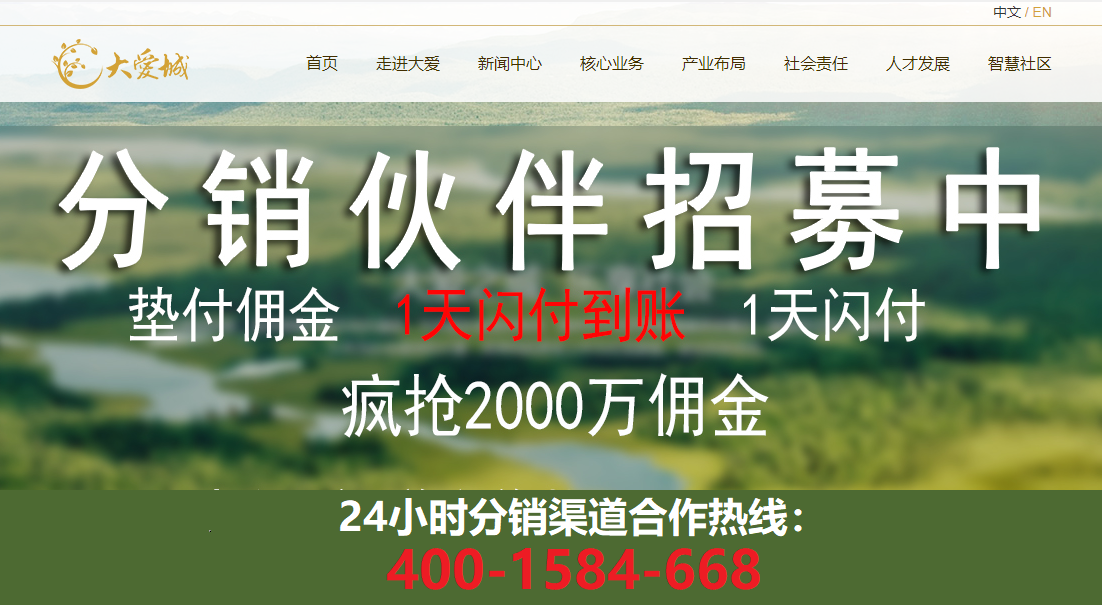 中文 / EN
大爱城
首页 走进大爱 新闻中心 核心业务 产业布局 社会责任 人才发展 智慧社区
分销伙伴招募中
垫付佣金 1天闪付到账 1天闪付
疯抢2000万佣金
24小时分销渠道合作热线：
400-1584-668